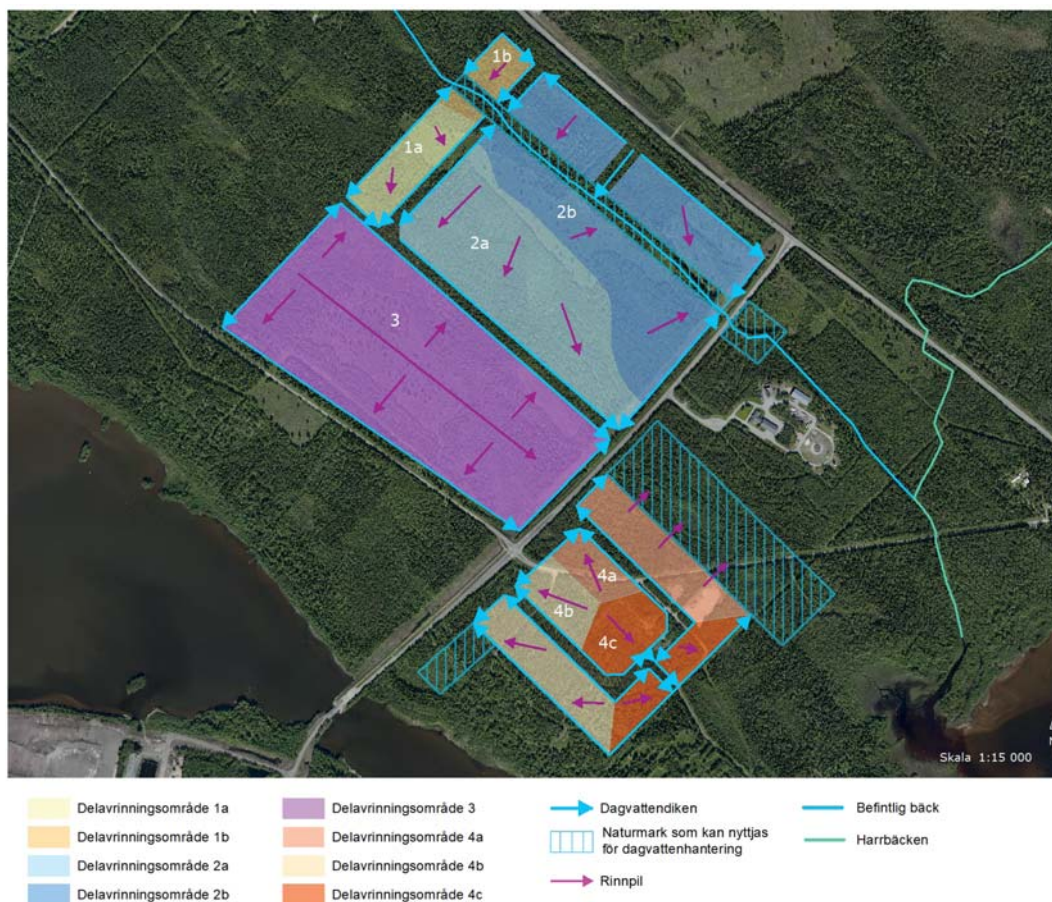 1b
1a
2b
2a
3
4a
4b
4c
Skala 1:15 000
Delavrinningsområde 1a
Delavrinningsområde 1b
Delavrinningsområde 2a
Delavrinningsområde 2b
Delavrinningsområde 3
Delavrinningsområde 4a
Delavrinningsområde 4b
Delavrinningsområde 4c
Dagvattendiken
Naturmark som kan nyttjas
för dagvattenhantering
Rinnpil
Befintlig bäck
Harrbäcken